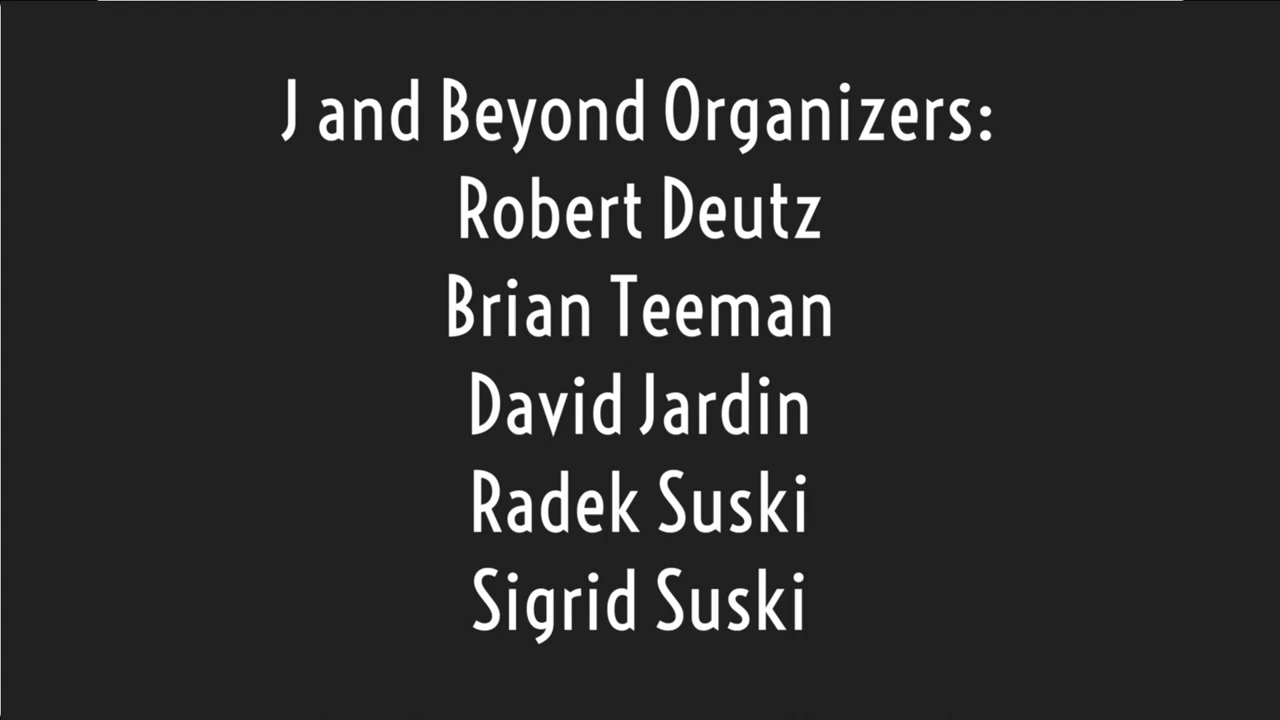 J and Beyond Organizers:
Robert Deutz
Brian Teeman
David Jardin
Radek Suski
Sigrid Suski